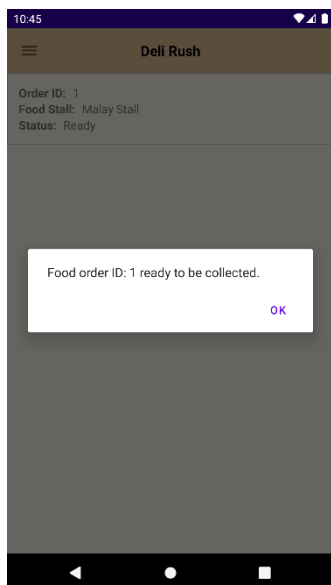 10:45
Deli Rush
Order ID: 1
Food Stall: Malay Stall
Status: Ready
Food order ID: 1 ready to be collected.
OK